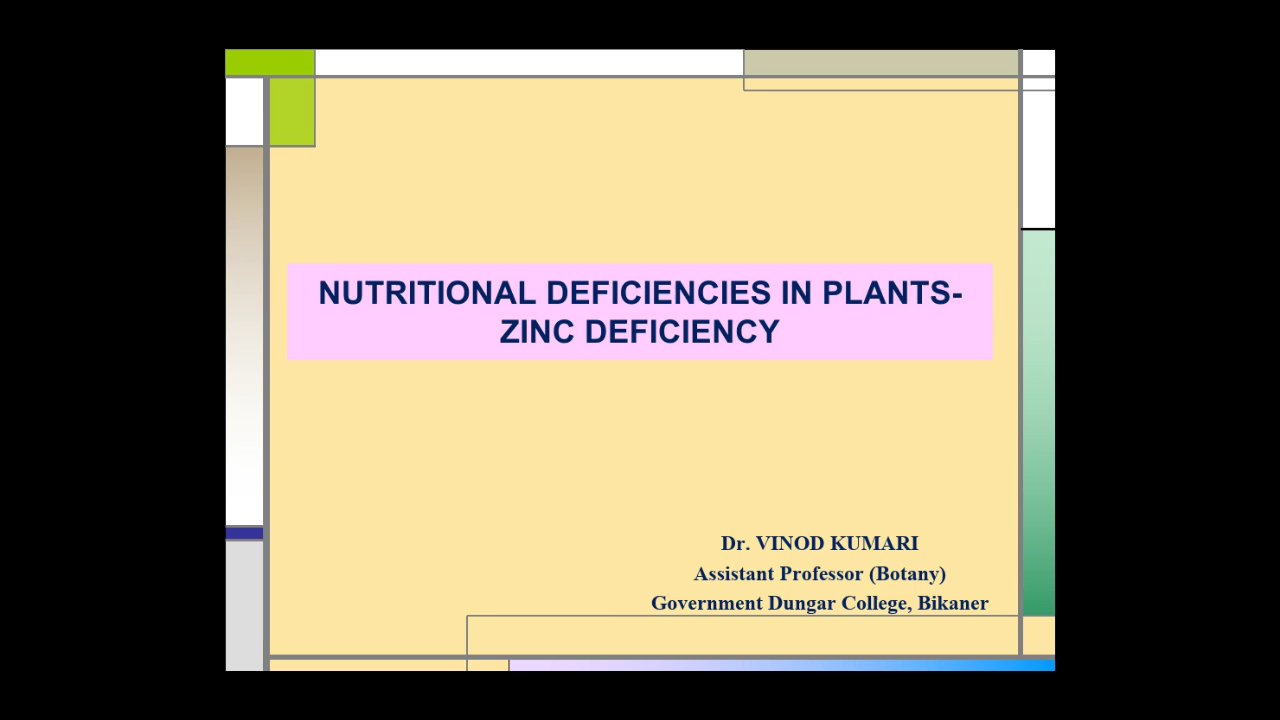 NUTRITIONAL DEFICIENCIES IN PLANTS-
ZINC DEFICIENCY
Dr. VINOD KUMARI
Assistant Professor (Botany)
Government Dungar College, Bikaner